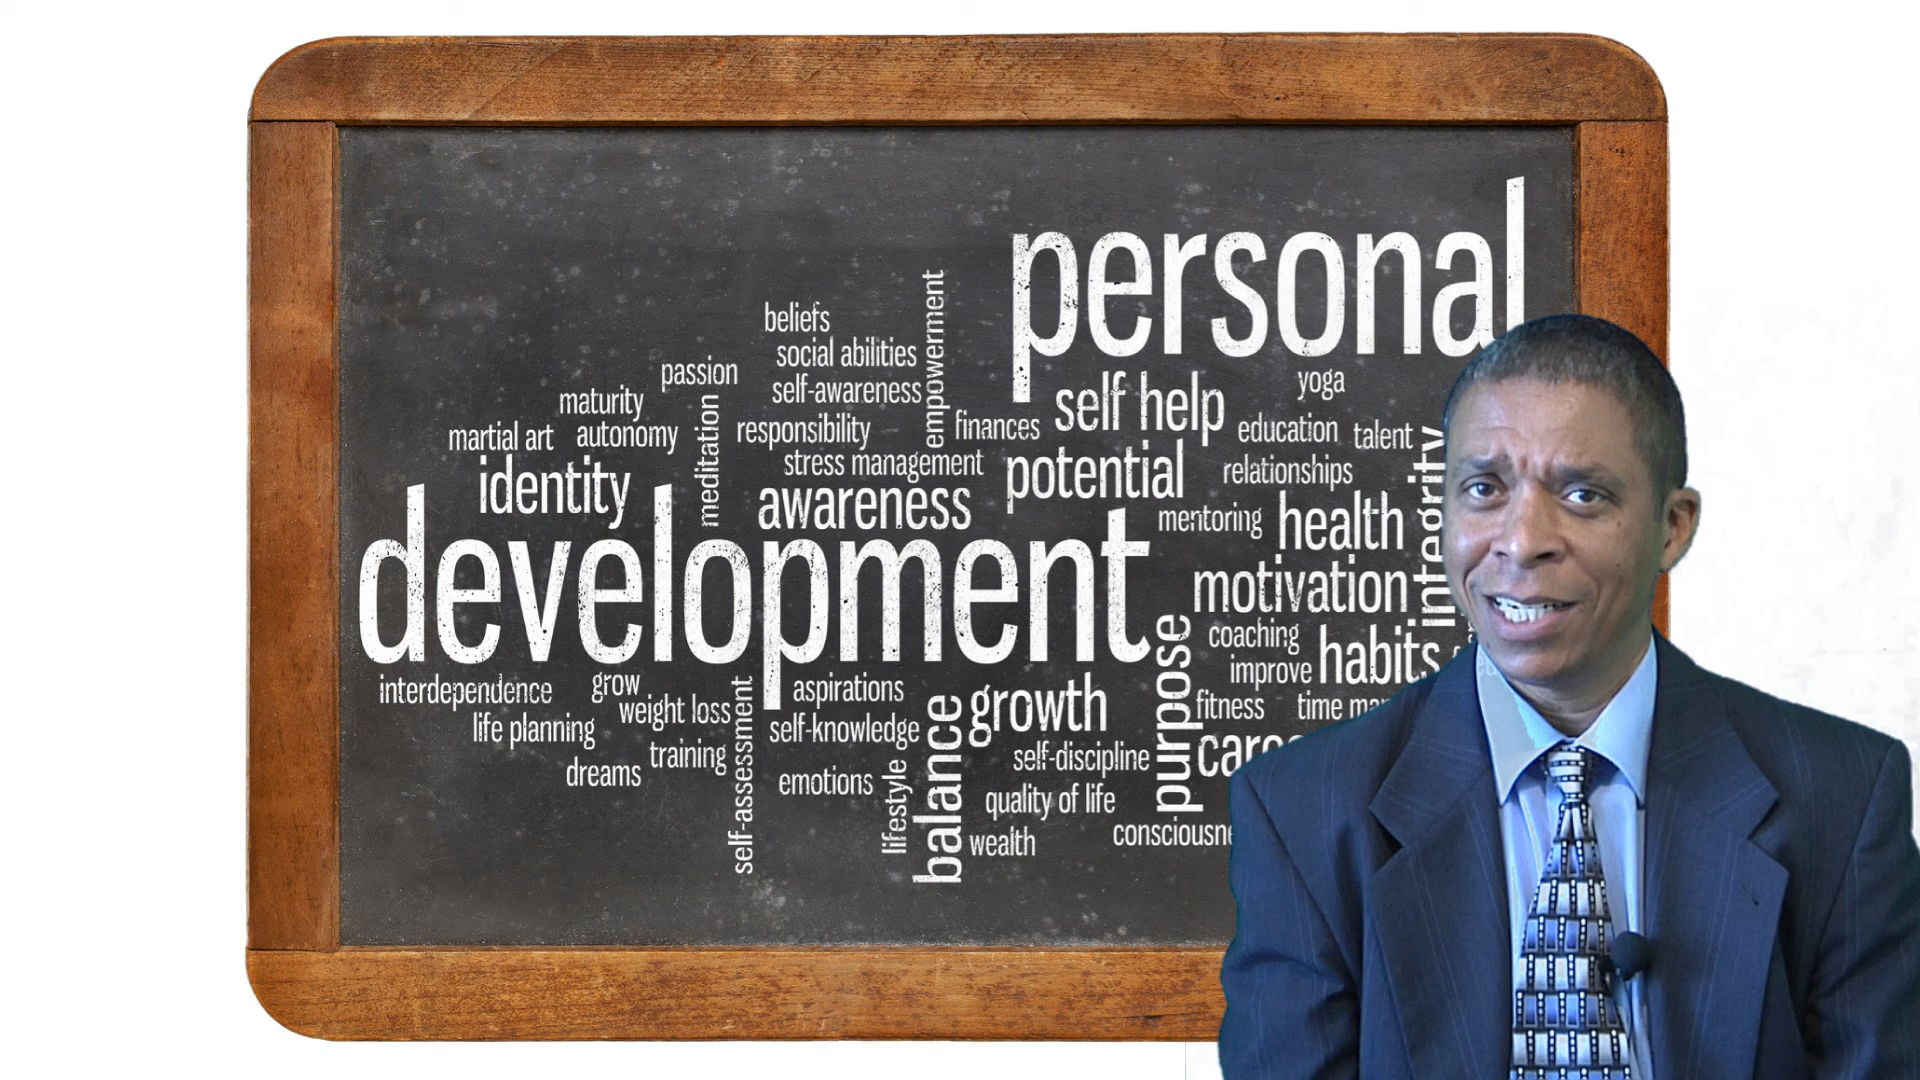 personal
beliefs
empowerment
social abilities
passion
self-awareness
self help
yoga
maturity
meditation
responsibility
finances
education
talent
martial art
autonomy
stress management
potential
relationships
integrity
identity
awareness
mentoring
health
development
motivation
purpose
coaching
improve
habits
interdependence
grow
aspirations
growth
fitness
weight loss
self-assessment
balance
life planning
self-knowledge
training
self-discipline
dreams
emotions
lifestyle
quality of life
wealth